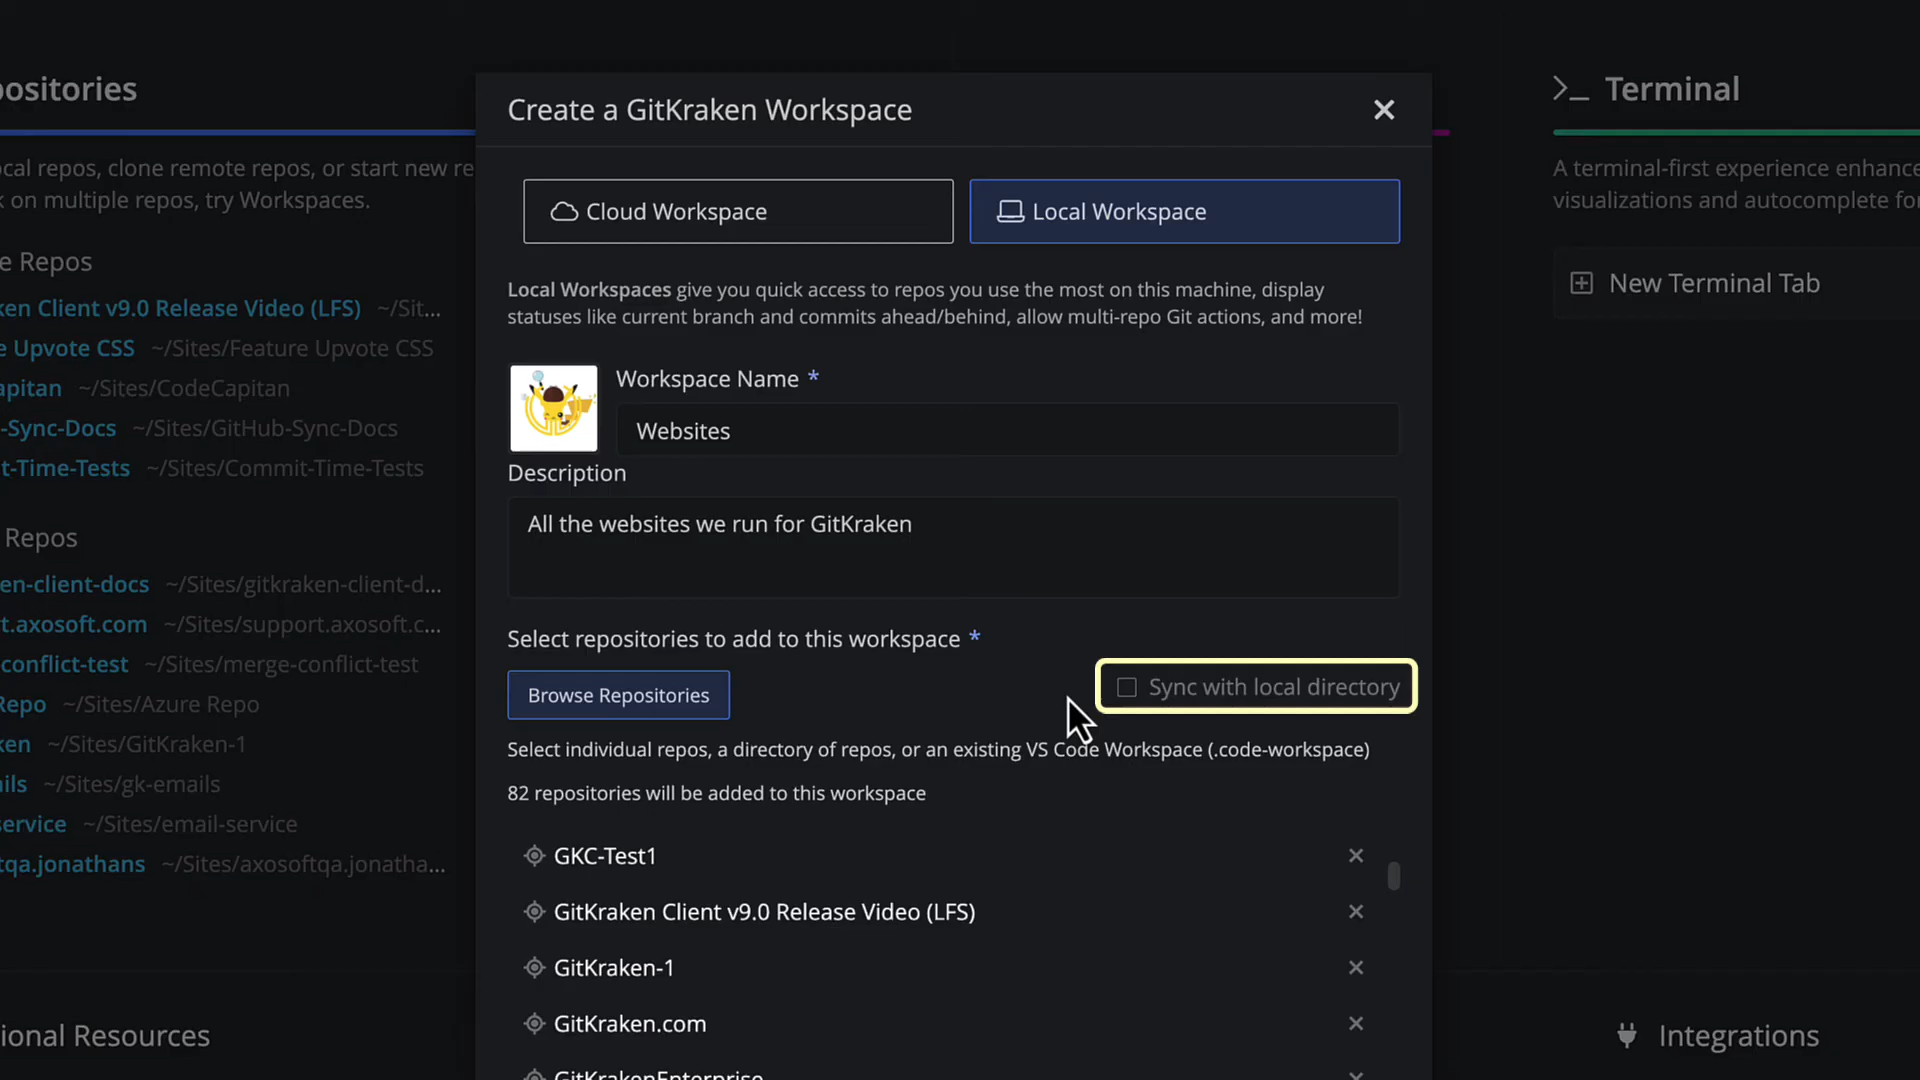 ositories
ocal repos, clone remote repos, or start new re
on multiple repos, try Workspaces.
e Repos
ken Client v9.0 Release Video (LFS) ~/Sit...
e Upvote CSS ~/Sites/Feature Upvote CSS
apitan ~/Sites/CodeCapitan
-Sync-Docs ~/Sites/GitHub-Sync-Docs
t-Time-Tests ~/Sites/Commit-Time-Tests
Repos
en-client-docs ~/Sites/gitkraken-client-d...
t.axosoft.com ~/Sites/support.axosoft.c...
conflict-test ~/Sites/merge-conflict-test
Repo ~/Sites/Azure Repo
ken ~/Sites/GitKraken-1
ails ~/Sites/gk-emails
service ~/Sites/email-service
tqa.jonathans ~/Sites/axosoftqa.jonatha...
ional Resources
Create a GitKraken Workspace
Cloud Workspace
Local Workspace
Local Workspaces give you quick access to repos you use the most on this machine, display
statuses like current branch and commits ahead/behind, allow multi-repo Git actions, and more!
Workspace Name *
Websites
Description
All the websites we run for GitKraken
Select repositories to add to this workspace *
Browse Repositories
Sync with local directory
Select individual repos, a directory of repos, or an existing VS Code Workspace (.code-workspace)
82 repositories will be added to this workspace
GKC-Test1
GitKraken Client v9.0 Release Video (LFS)
GitKraken-1
GitKraken.com
GitKrakenEnterprise
Terminal
A terminal-first experience enhance
visualizations and autocomplete fo
New Terminal Tab
Integrations